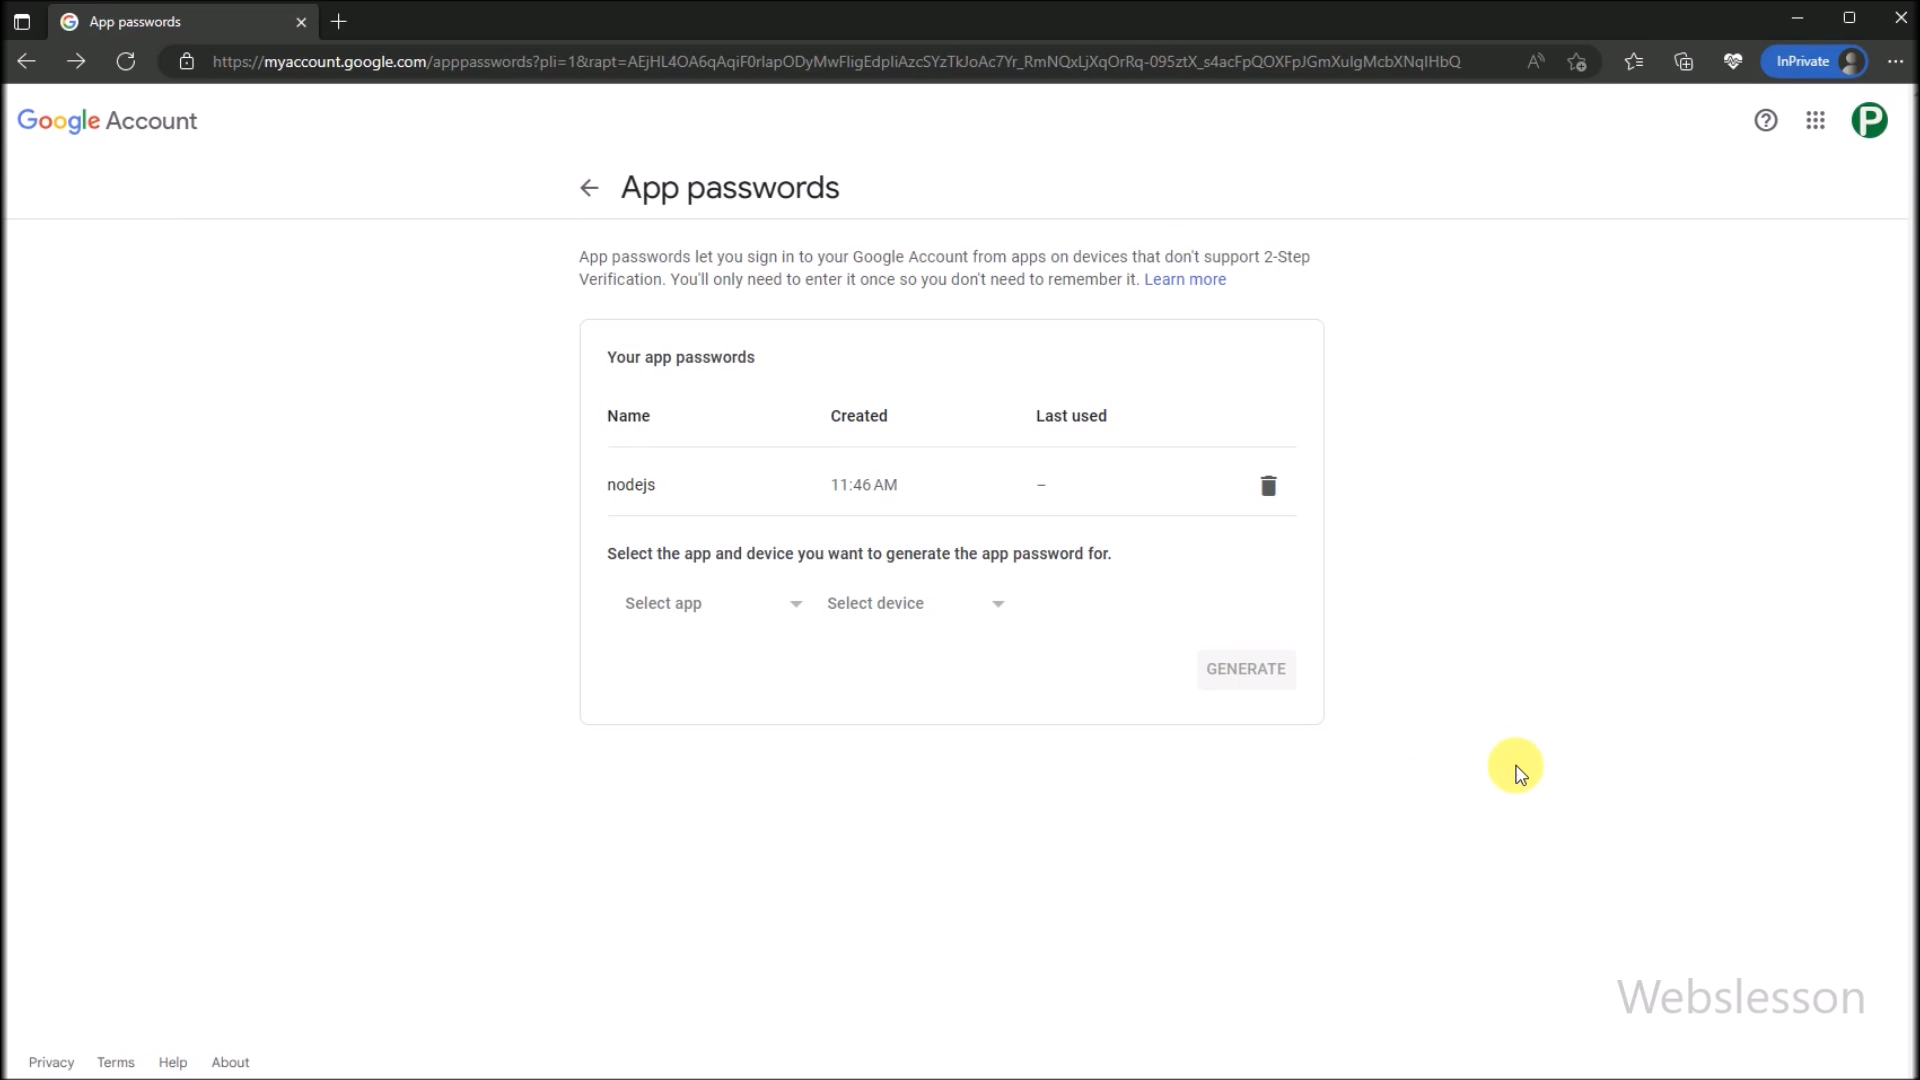 App passwords
https://myaccount.google.com/apppasswords?pli=1&rapt=AEjHL4OA6qAqiF0rlapODyMwFligEdpIiAzcSYzTkJoAc7Yr_RmNQxLjXqOrRq-095ztX_s4acFpQOXFpJGmXulgMcbXNqIHbQ
InPrivate
Google Account
P
App passwords
App passwords let you sign in to your Google Account from apps on devices that don't support 2-Step
Verification. You'll only need to enter it once so you don't need to remember it. Learn more
Your app passwords
Name Created Last used
nodejs 11:46 AM –
Select the app and device you want to generate the app password for.
Select app Select device
GENERATE
Webslesson
Privacy Terms Help About